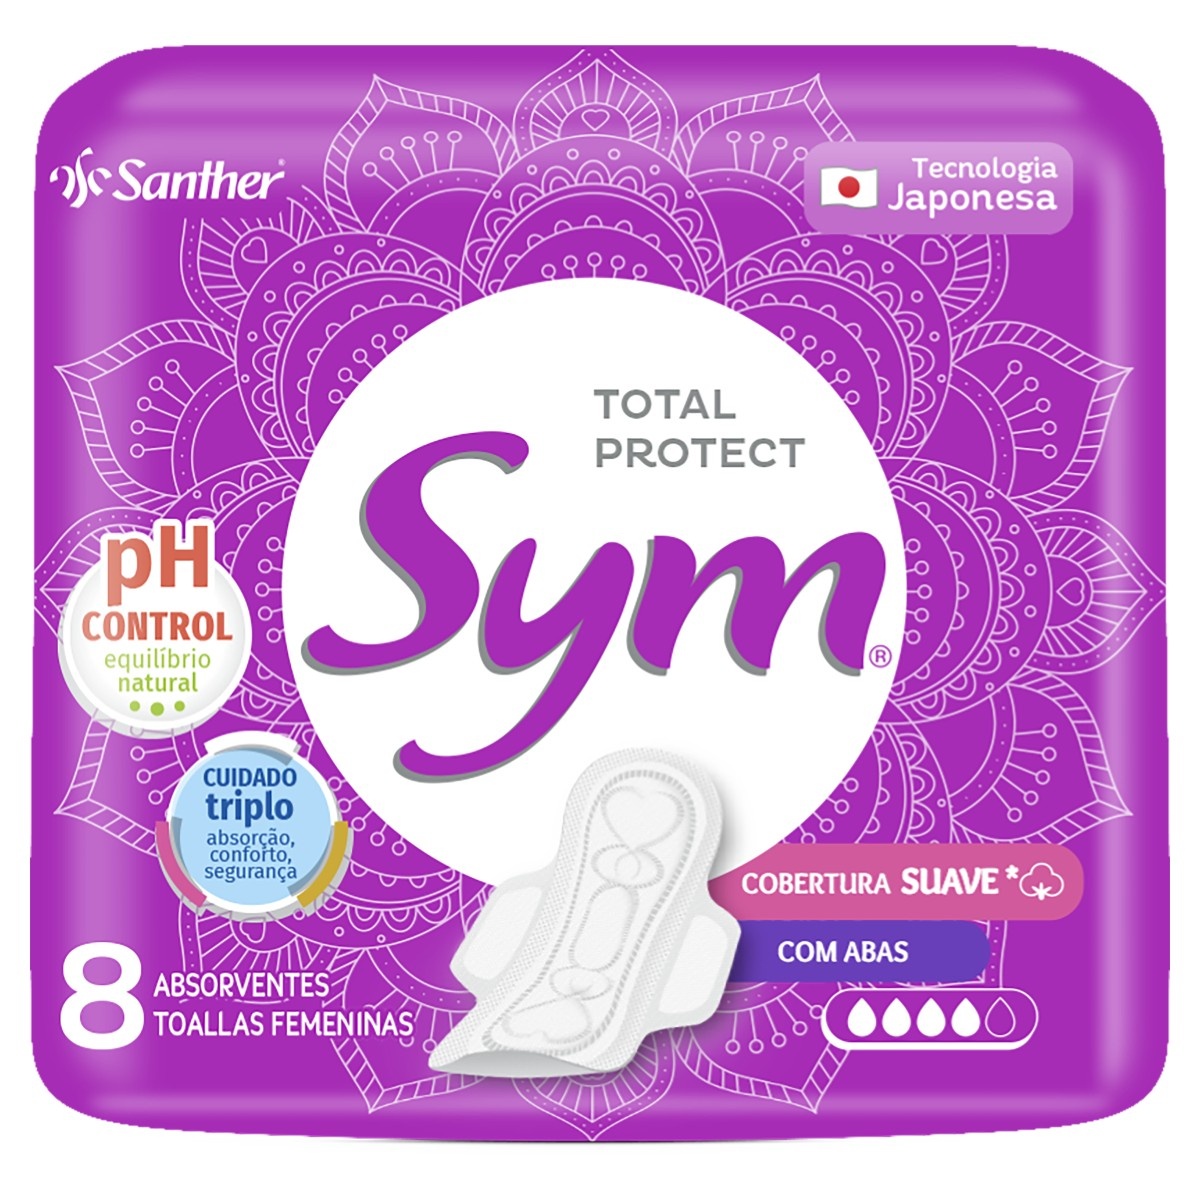 Santher®
Tecnologia
Japonesa
TOTAL
PROTECT
Sym®
pH
CONTROL
equilíbrio
natural
CUIDADO
triplo
absorção,
conforto,
segurança
COBERTURA SUAVE*
COM ABAS
8 ABSORVENTES
TOALLAS FEMENINAS